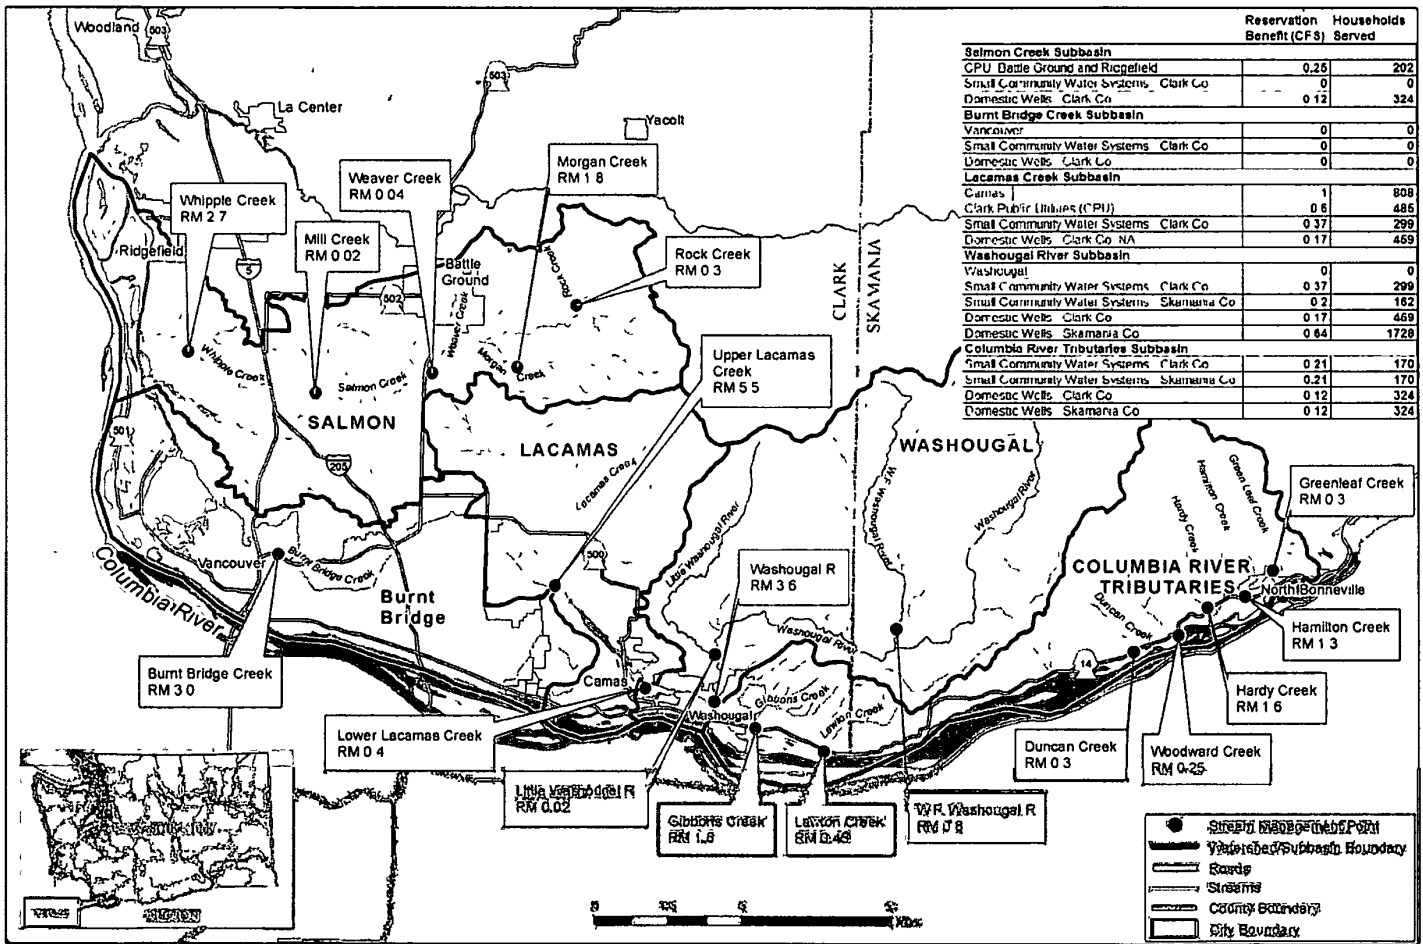 Reservation Households
Benefit (CFS) Served
Salmon Creek Subbasin
CPU Battle Ground and Ridgefield 0.25 202
Small Community Water Systems Clark Co 0 0
Domestic Wells Clark Co 0 12 324
Burnt Bridge Creek Subbasin
Vancouver 0 0
Small Community Water Systems Clark Co 0 0
Domestic Wells Clark Co 0 0
Lacamas Creek Subbasin
Camas 1 808
Clark Public Utilities (CPU) 0 6 485
Small Community Water Systems Clark Co 0 37 299
Domestic Wells Clark Co NA 0 17 459
Washougal River Subbasin
Washougal 0 0
Small Community Water Systems Clark Co 0 37 299
Small Community Water Systems Skamania Co 0 2 162
Domestic Wells Clark Co 0 17 459
Domestic Wells Skamania Co 0 64 1728
Columbia River Tributaries Subbasin
Small Community Water Systems Clark Co 0 21 170
Small Community Water Systems Skamania Co 0.21 170
Domestic Wells Clark Co 0 12 324
Domestic Wells Skamania Co 0 12 324
Woodland
503
503
La Center
Yacolt
Morgan Creek
RM 1 8
Weaver Creek
RM 0 04
Whipple Creek
RM 2 7
Mill Creek
RM 0 02
Rock Creek
RM 0 3
Ridgefield
5
502
Battle
Ground
Rock Creek
Weaver Creek
Morgan Creek
CLARK
SKAMANIA
Upper Lacamas
Creek
RM 5 5
Whipple Creek
Salmon Creek
SALMON
LACAMAS
WASHOUGAL
501
205
Lacamas Creek
W.F. Washougal River
Washougal River
Little Washougal River
Hamilton Creek
Green Leaf Creek
Hardy Creek
Greenleaf Creek
RM 0 3
500
Vancouver
Burnt Bridge Creek
Columbia River
Burnt
Bridge
Washougal R
RM 3 6
COLUMBIA RIVER
TRIBUTARIES
North Bonneville
Duncan Creek
Hamilton Creek
RM 1 3
Washougal River
14
Burnt Bridge Creek
RM 3 0
Camas
Gibbons Creek
Lawton Creek
Washougal
Hardy Creek
RM 1 6
Lower Lacamas Creek
RM 0 4
Duncan Creek
RM 0 3
Woodward Creek
RM 0.25
Little Washougal R
RM 0.02
Gibbons Creek
RM 1.6
Lawton Creek
W.F. Washougal R
Stream Management Point
Watershed/Subbasin Boundary
Roads
Streams
County Boundary
City Boundary